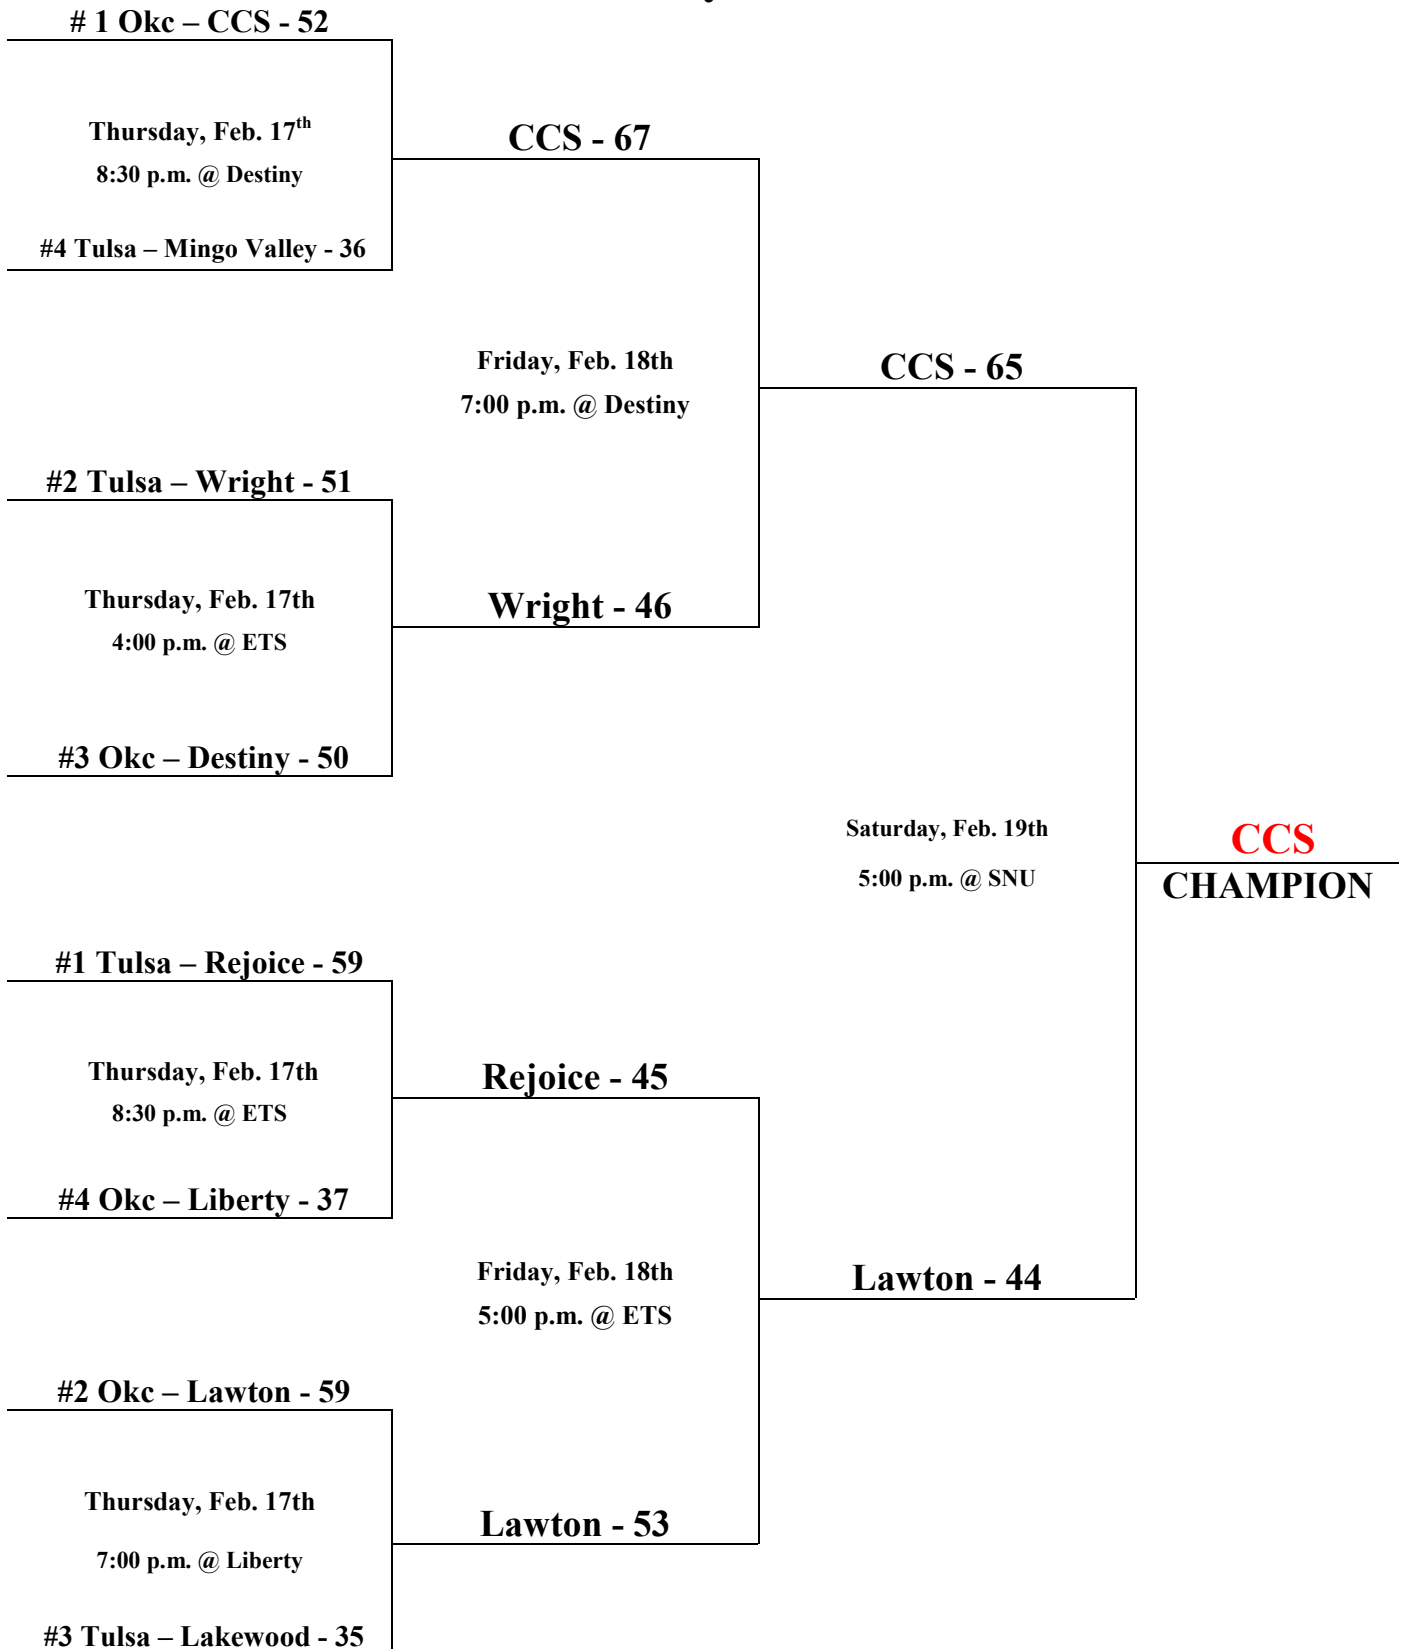 # 1 Okc – CCS - 52
Thursday, Feb. 17th
8:30 p.m. @ Destiny
#4 Tulsa – Mingo Valley - 36
CCS - 67
Friday, Feb. 18th
7:00 p.m. @ Destiny
#2 Tulsa – Wright - 51
Thursday, Feb. 17th
4:00 p.m. @ ETS
#3 Okc – Destiny - 50
Wright - 46
CCS - 65
Saturday, Feb. 19th
5:00 p.m. @ SNU
CCS
CHAMPION
#1 Tulsa – Rejoice - 59
Thursday, Feb. 17th
8:30 p.m. @ ETS
#4 Okc – Liberty - 37
Rejoice - 45
Friday, Feb. 18th
5:00 p.m. @ ETS
Lawton - 44
#2 Okc – Lawton - 59
Thursday, Feb. 17th
7:00 p.m. @ Liberty
#3 Tulsa – Lakewood - 35
Lawton - 53